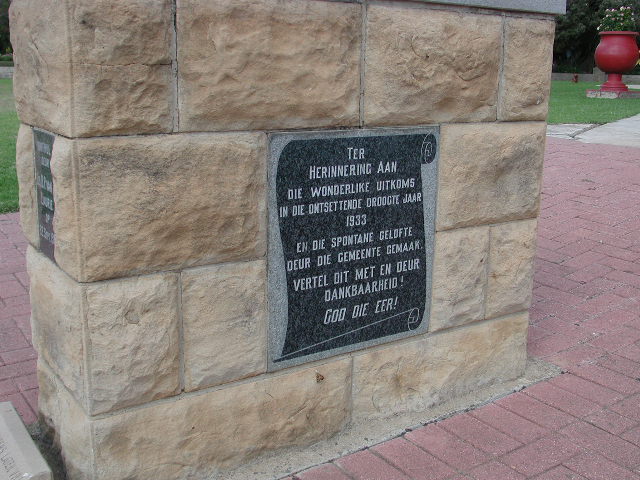 TER
HERINNERING AAN
DIE WONDERLIKE UITKOMS
IN DIE ONTSETTENDE DROOGTE JAAR
1933
EN DIE SPONTANE GELOFTE
DEUR DIE GEMEENTE GEMAAK.
VERTEL DIT MET EN DEUR
DANKBAARHEID!
GOD DIE EER!